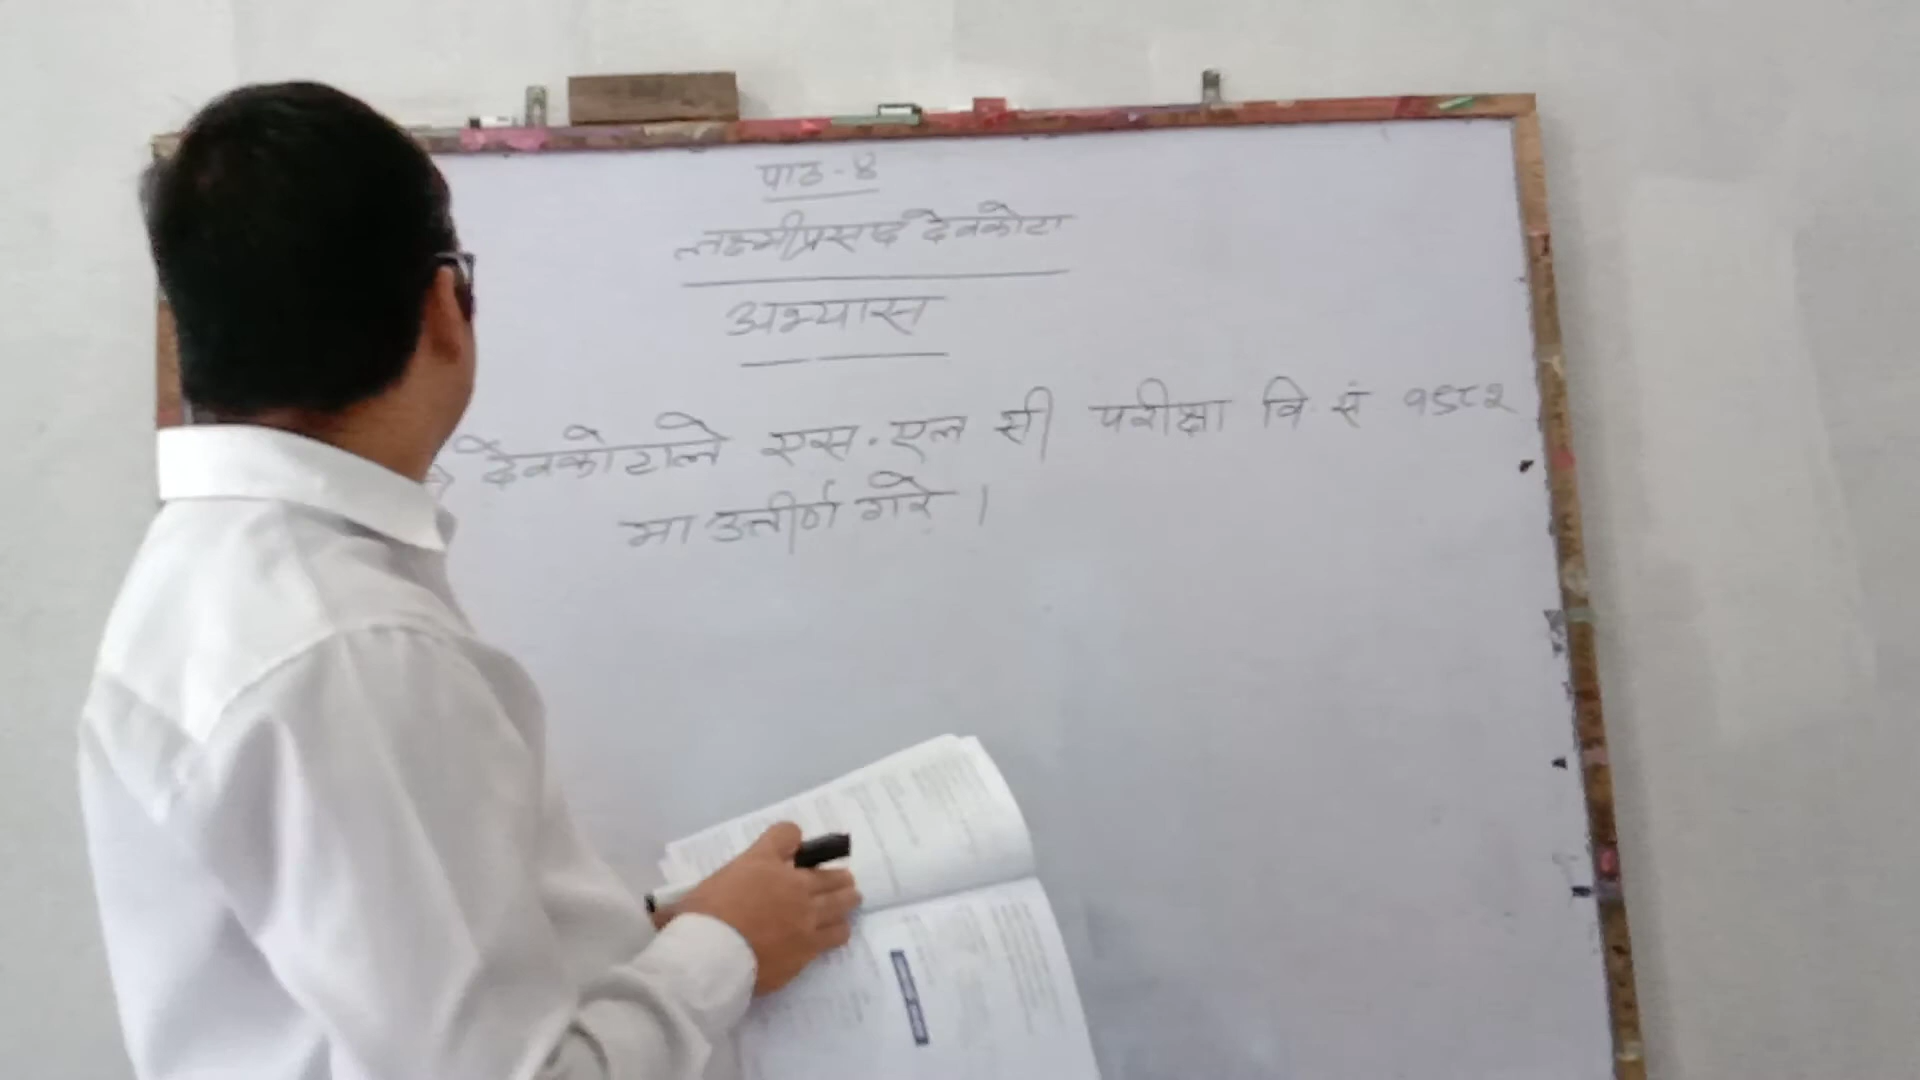 पाठ-४
लक्ष्मीप्रसाद देवकोटा
अभ्यास
देवकोटाले एस.एल सी परीक्षा वि.सं १९८२
मा उत्तीर्ण गरे ।